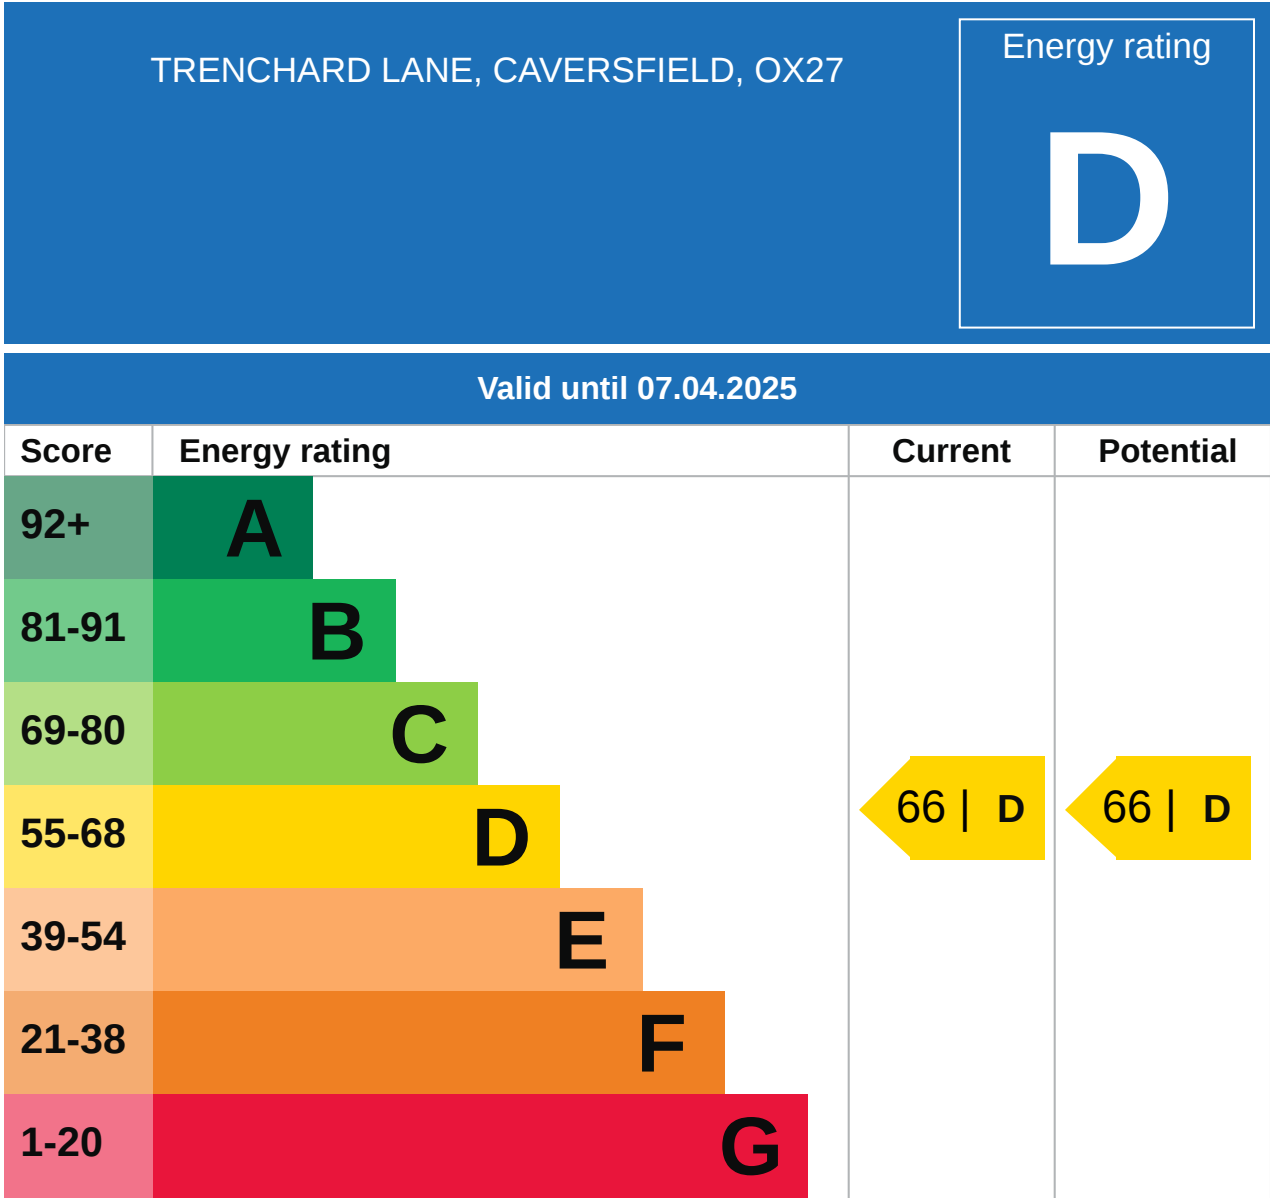 TRENCHARD LANE, CAVERSFIELD, OX27
Energy rating
D
Valid until 07.04.2025
Score Energy rating Current Potential
92+ A
81-91 B
69-80 C
55-68 D 66 | D 66 | D
39-54 E
21-38 F
1-20 G